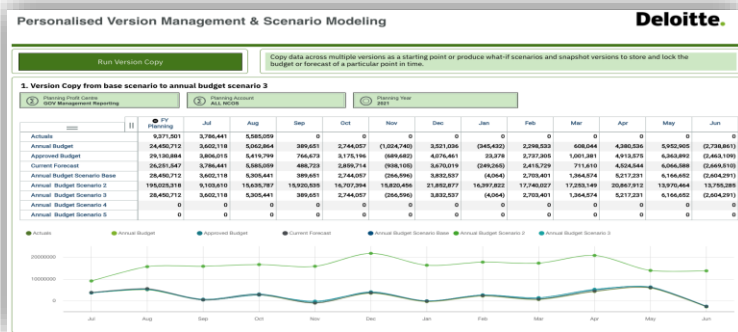 Personalised Version Management & Scenario Modeling
Deloitte.
Run Version Copy
Copy data across multiple versions as a starting point or produce what-if scenarios and snapshot versions to store and lock the
budget or forecast of a particular point in time.
1. Version Copy from base scenario to annual budget scenario 3
Planning Profit Centre
GOV Management Reporting
Planning Account
ALL NCOS
Planning Year
2021
FY Planning Jul Aug Sep Oct Nov Dec Jan Feb Mar Apr May Jun
Actuals 9,371,501 3,786,441 5,585,059 0 0 0 0 0 0 0 0 0 0
Annual Budget 24,450,712 3,602,118 5,062,864 389,651 2,744,057 (1,024,740) 3,521,036 (345,432) 2,298,533 608,044 4,380,536 5,952,905 (2,738,861)
Approved Budget 29,130,884 3,806,015 5,419,799 766,673 3,175,196 (689,682) 4,076,461 23,378 2,737,305 1,001,381 4,913,575 6,363,892 (2,463,109)
Current Forecast 26,251,547 3,786,441 5,585,059 488,723 2,859,714 (938,105) 3,670,019 (249,265) 2,415,729 711,610 4,524,544 6,066,588 (2,669,510)
Annual Budget Scenario Base 28,450,712 3,602,118 5,305,441 389,651 2,744,057 (266,596) 3,832,537 (4,064) 2,703,401 1,364,574 5,217,231 6,166,652 (2,604,291)
Annual Budget Scenario 2 195,025,318 9,103,610 15,635,787 15,920,535 16,707,394 15,820,456 21,852,877 16,397,822 17,740,027 17,253,149 20,867,912 13,970,464 13,755,285
Annual Budget Scenario 3 28,450,712 3,602,118 5,305,441 389,651 2,744,057 (266,596) 3,832,537 (4,064) 2,703,401 1,364,574 5,217,231 6,166,652 (2,604,291)
Annual Budget Scenario 4 0 0 0 0 0 0 0 0 0 0 0 0 0
Annual Budget Scenario 5 0 0 0 0 0 0 0 0 0 0 0 0 0
Actuals Annual Budget Approved Budget Current Forecast Annual Budget Scenario Base Annual Budget Scenario 2 Annual Budget Scenario 3
20000000
10000000
0
Jul Aug Sep Oct Nov Dec Jan Feb Mar Apr May Jun